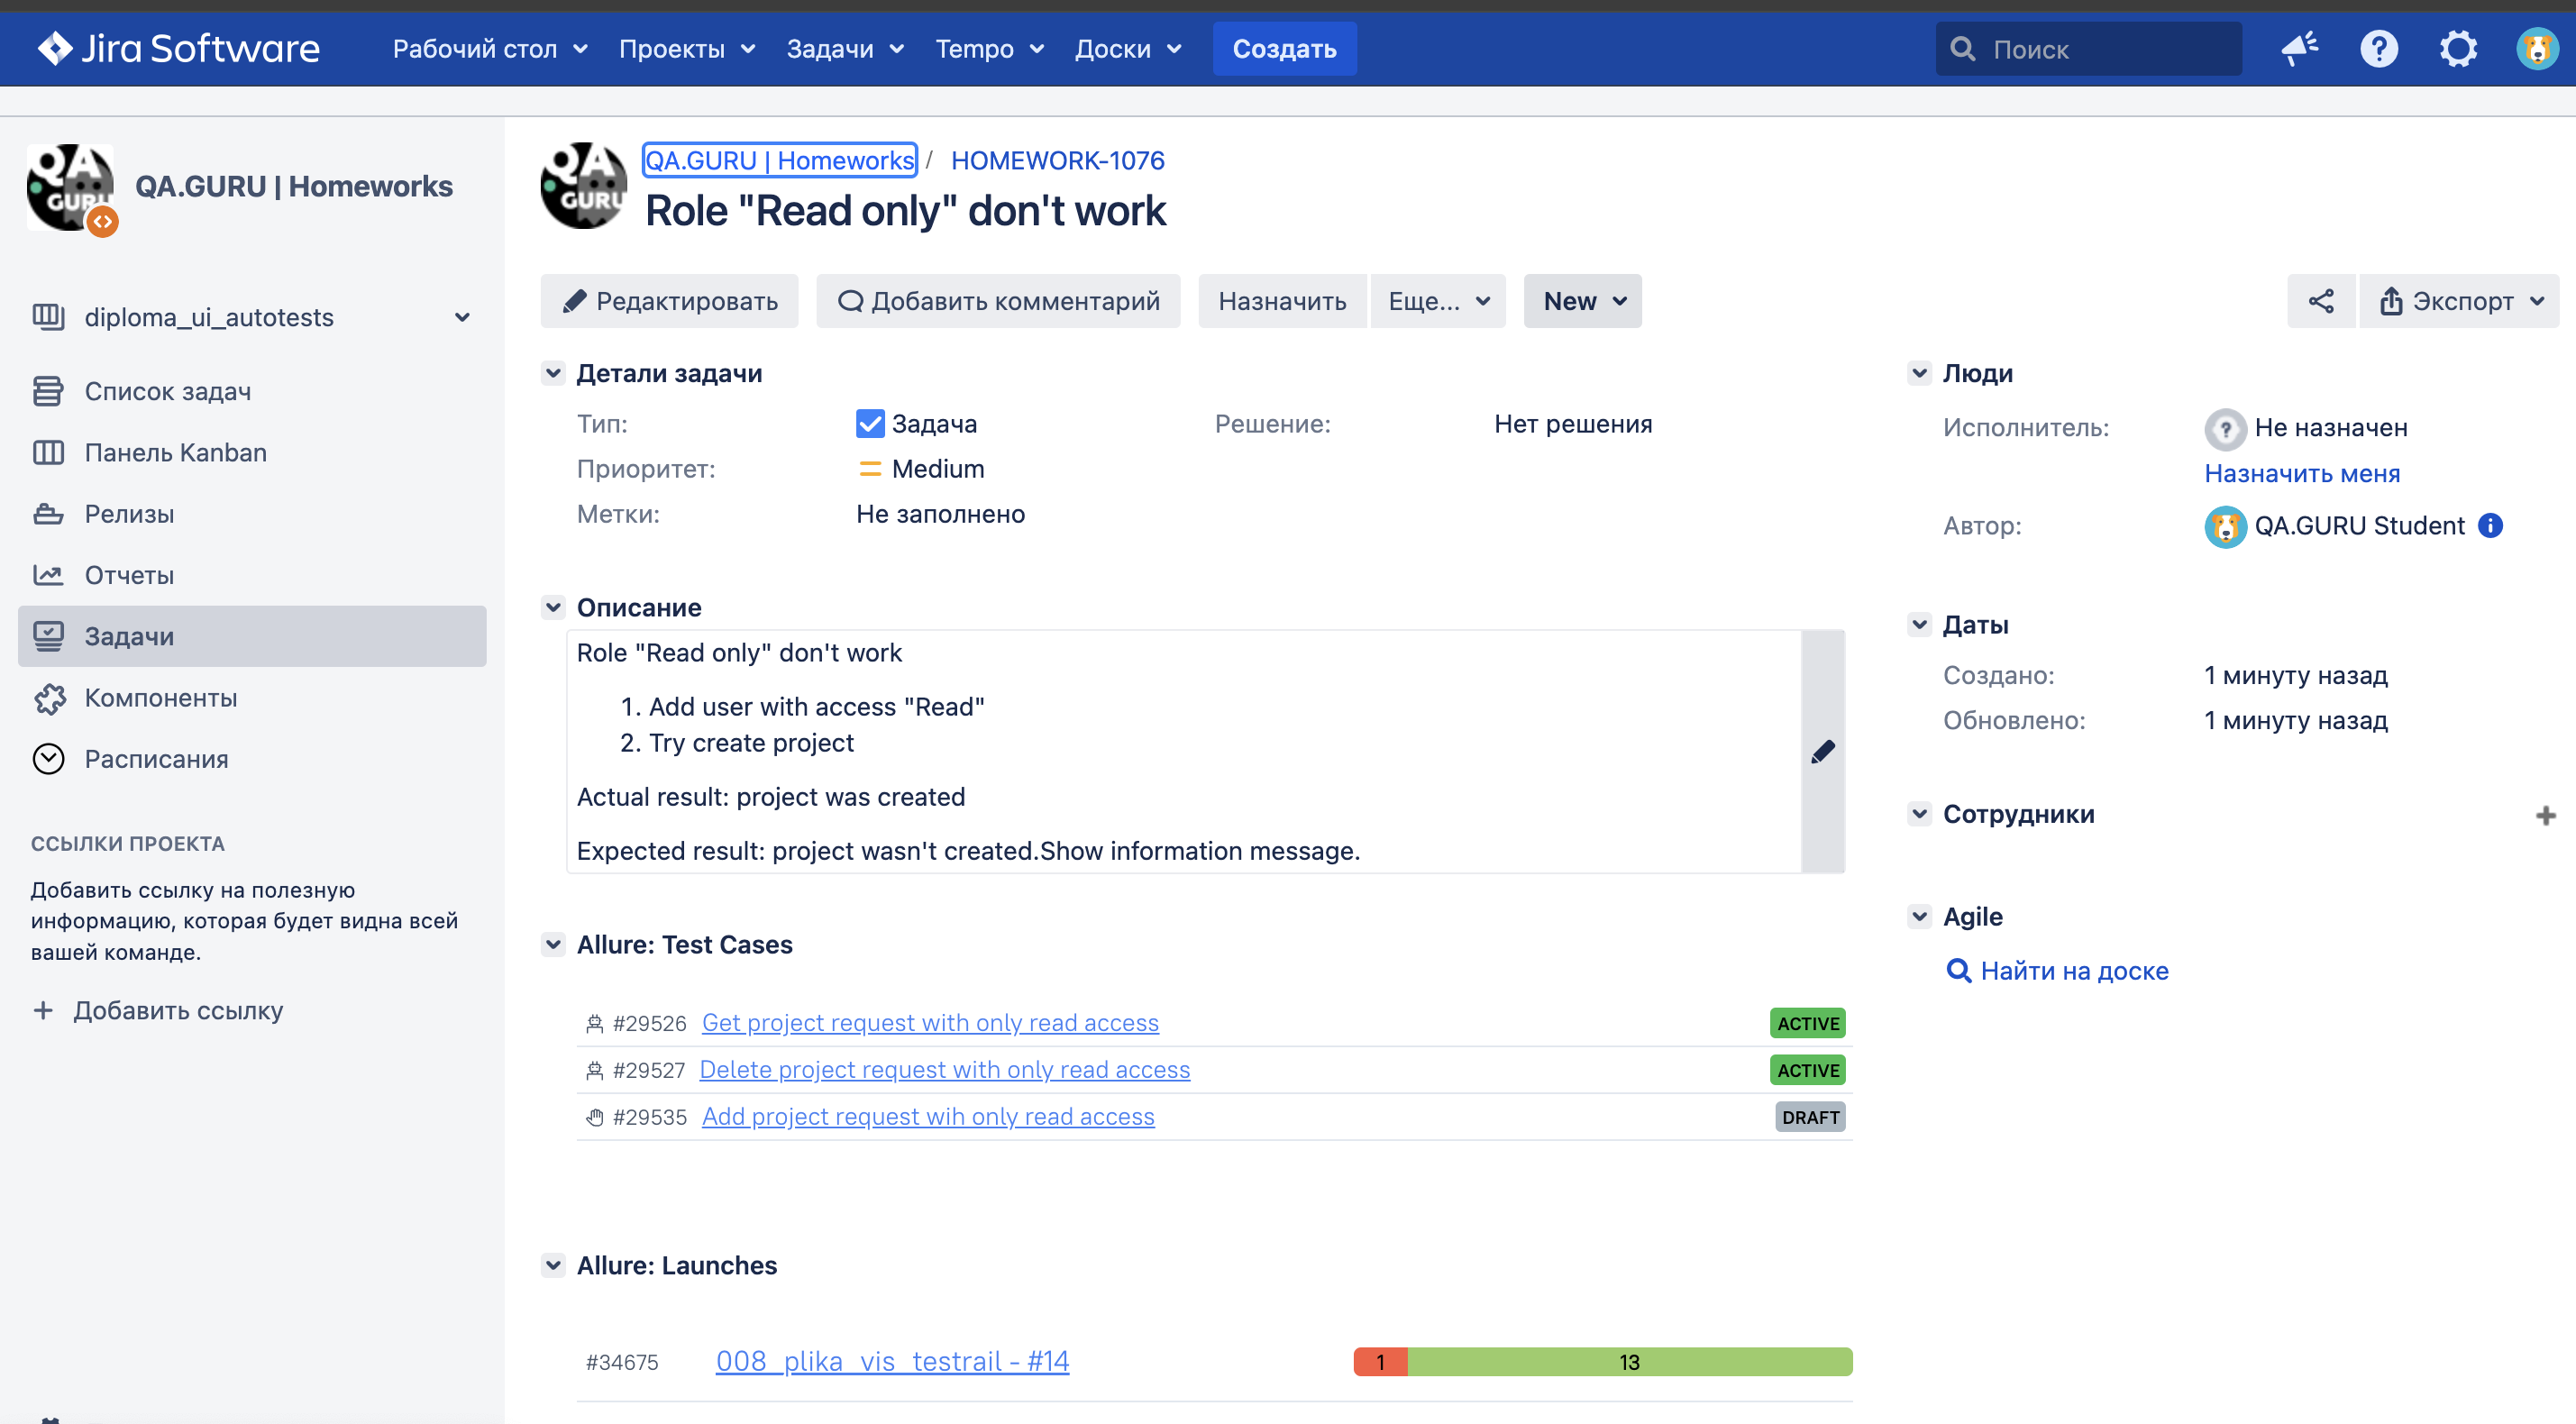 Jira Software Рабочий стол Проекты Задачи Tempo Доски Создать Поиск
QA.GURU | Homeworks
diploma_ui_autotests
Список задач
Панель Kanban
Релизы
Отчеты
Задачи
Компоненты
Расписания
ССЫЛКИ ПРОЕКТА
Добавить ссылку на полезную
информацию, которая будет видна всей
вашей команде.
+ Добавить ссылку
QA.GURU | Homeworks / HOMEWORK-1076
Role "Read only" don't work
Редактировать Добавить комментарий Назначить Еще... New Экспорт
Детали задачи
Тип: Задача Решение: Нет решения
Приоритет: Medium
Метки: Не заполнено
Описание
Role "Read only" don't work
1. Add user with access "Read"
2. Try create project
Actual result: project was created
Expected result: project wasn't created.Show information message.
Allure: Test Cases
#29526 Get project request with only read access ACTIVE
#29527 Delete project request with only read access ACTIVE
#29535 Add project request wih only read access DRAFT
Allure: Launches
#34675 008_plika_vis_testrail - #14 1 13
Люди
Исполнитель: Не назначен
Назначить меня
Автор: QA.GURU Student
Даты
Создано: 1 минуту назад
Обновлено: 1 минуту назад
Сотрудники
Agile
Найти на доске